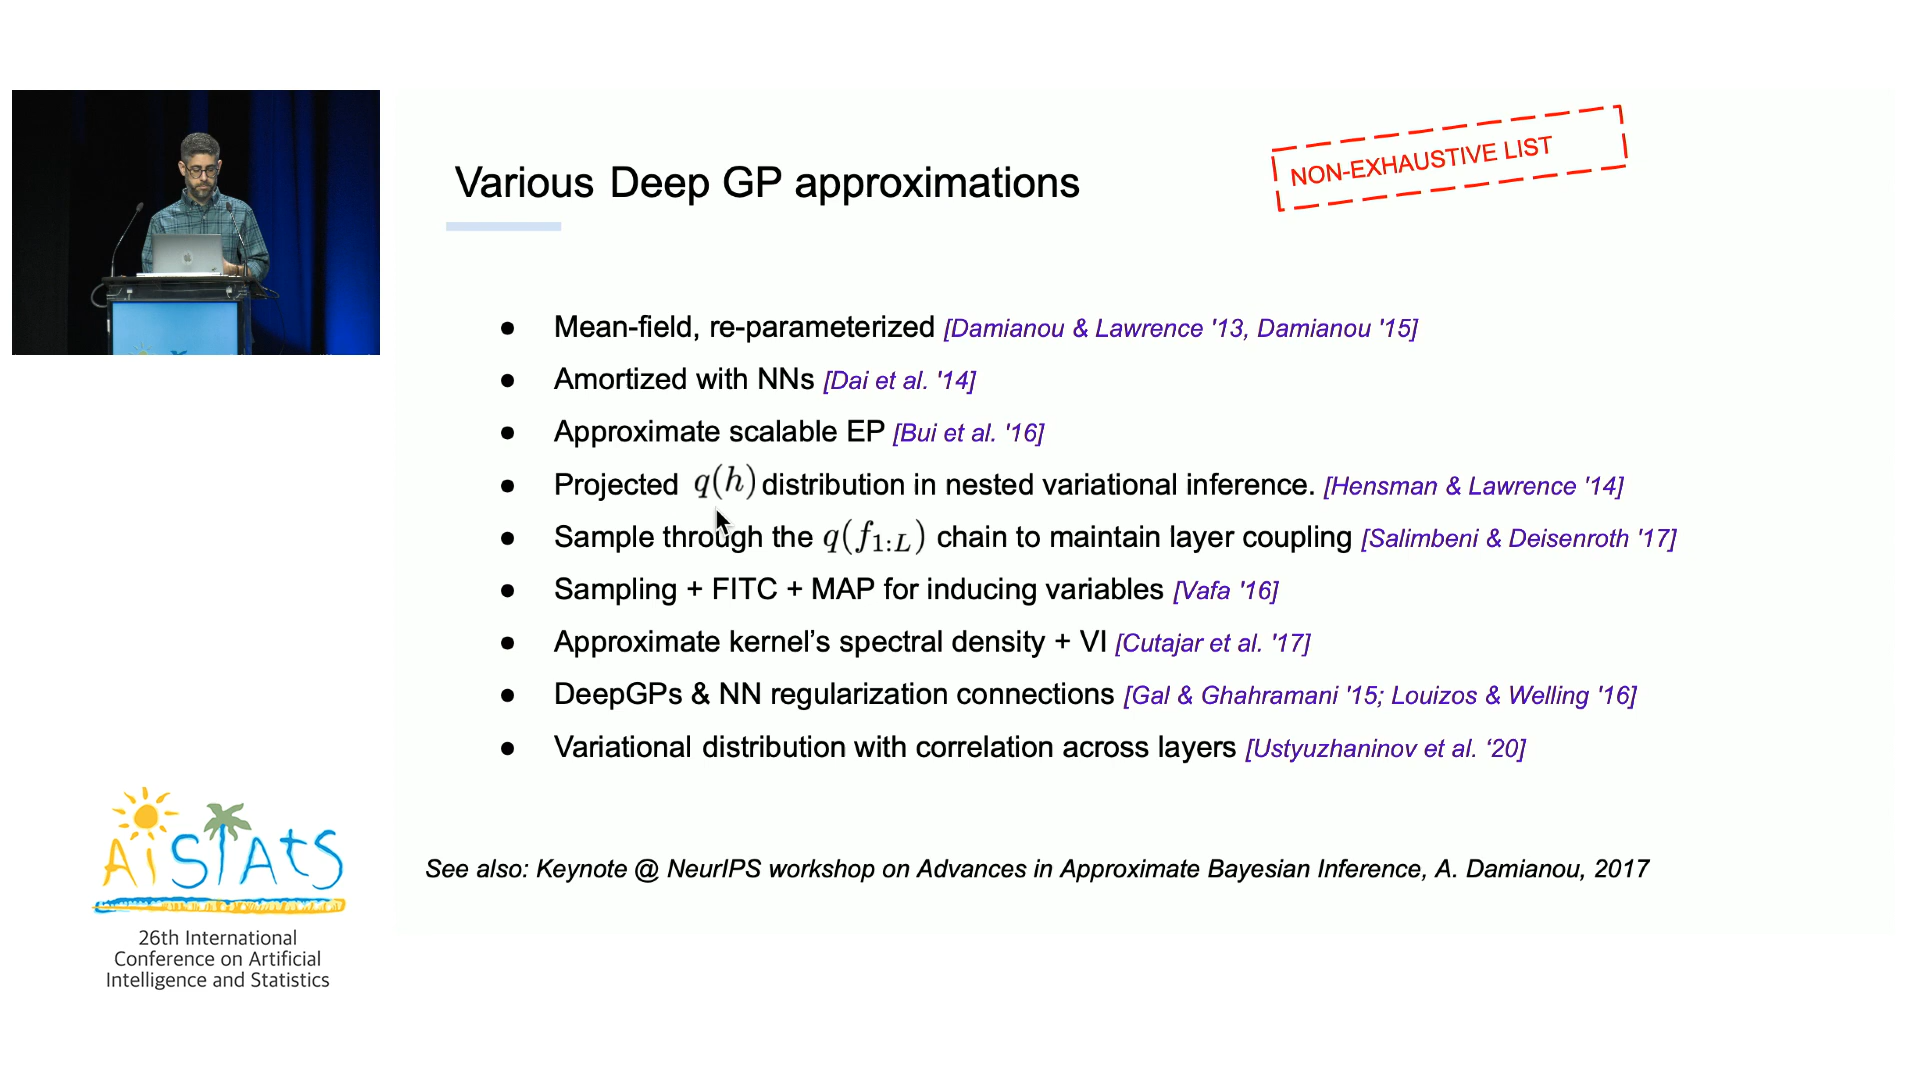 Various Deep GP approximations
NON-EXHAUSTIVE LIST
● Mean-field, re-parameterized [Damianou & Lawrence '13, Damianou '15]
● Amortized with NNs [Dai et al. '14]
● Approximate scalable EP [Bui et al. '16]
● Projected q(h) distribution in nested variational inference. [Hensman & Lawrence '14]
● Sample through the q(f_{1:L}) chain to maintain layer coupling [Salimbeni & Deisenroth '17]
● Sampling + FITC + MAP for inducing variables [Vafa '16]
● Approximate kernel’s spectral density + VI [Cutajar et al. '17]
● DeepGPs & NN regularization connections [Gal & Ghahramani '15; Louizos & Welling '16]
● Variational distribution with correlation across layers [Ustyuzhaninov et al. ‘20]
See also: Keynote @ NeurIPS workshop on Advances in Approximate Bayesian Inference, A. Damianou, 2017
AiSTAtS
26th International
Conference on Artificial
Intelligence and Statistics